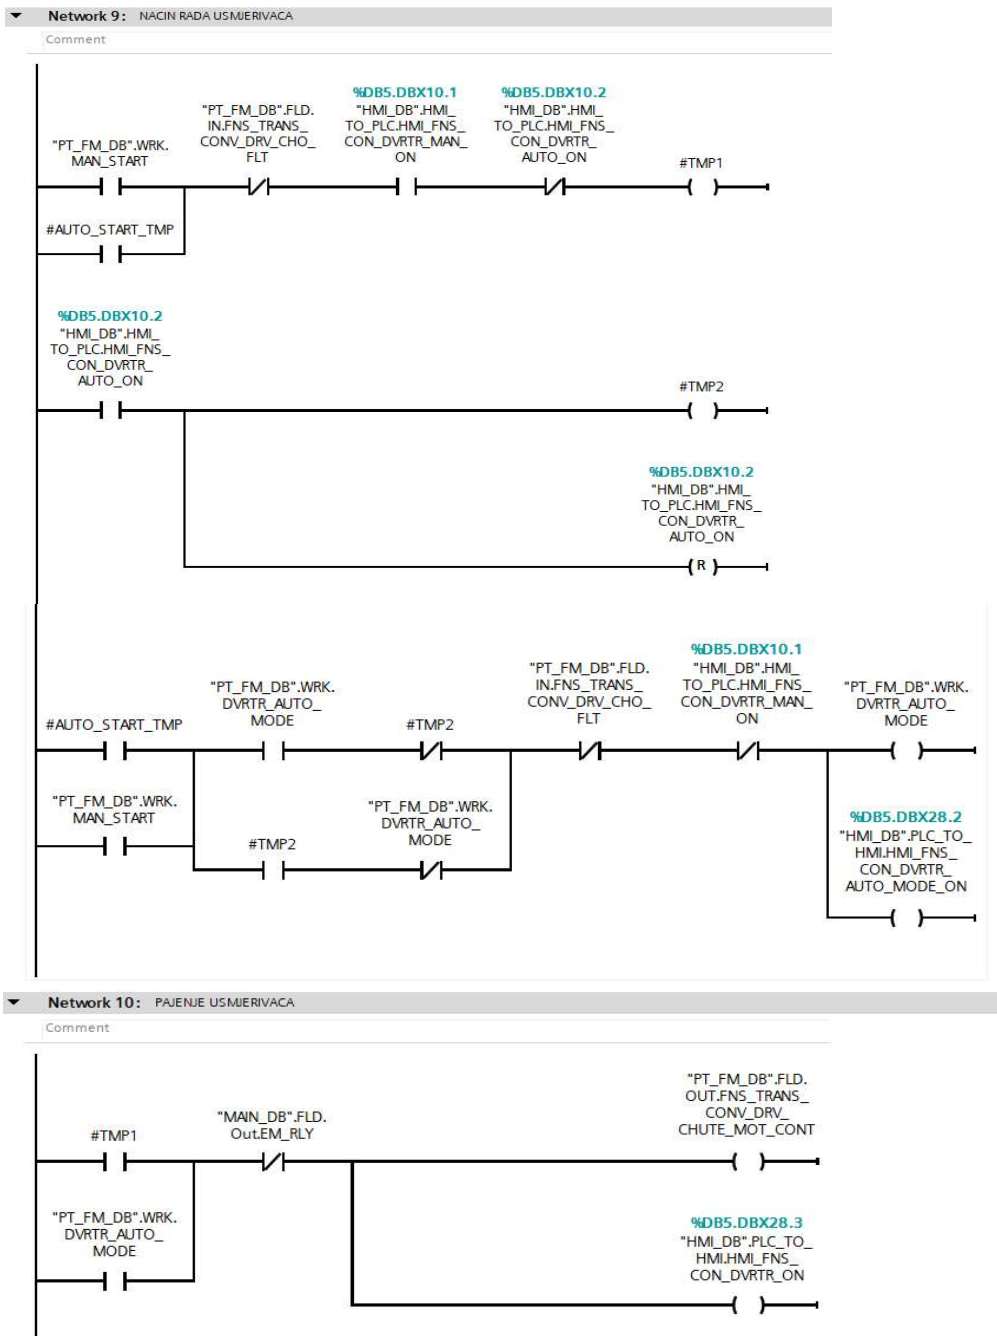 Network 9: NACIN RADA USMJERIVACA
Comment
"PT_FM_DB".WRK.
MAN_START
"PT_FM_DB".FLD.
IN.FNS_TRANS_
CONV_DRV_CHO_
FLT
%DB5.DBX10.1
"HMI_DB".HMI_
TO_PLC.HMI_FNS_
CON_DVRTR_MAN_
ON
%DB5.DBX10.2
"HMI_DB".HMI_
TO_PLC.HMI_FNS_
CON_DVRTR_
AUTO_ON
#TMP1
#AUTO_START_TMP
%DB5.DBX10.2
"HMI_DB".HMI_
TO_PLC.HMI_FNS_
CON_DVRTR_
AUTO_ON
#TMP2
%DB5.DBX10.2
"HMI_DB".HMI_
TO_PLC.HMI_FNS_
CON_DVRTR_
AUTO_ON
R
#AUTO_START_TMP
"PT_FM_DB".WRK.
DVRTR_AUTO_
MODE
#TMP2
"PT_FM_DB".FLD.
IN.FNS_TRANS_
CONV_DRV_CHO_
FLT
%DB5.DBX10.1
"HMI_DB".HMI_
TO_PLC.HMI_FNS_
CON_DVRTR_MAN_
ON
"PT_FM_DB".WRK.
DVRTR_AUTO_
MODE
"PT_FM_DB".WRK.
MAN_START
#TMP2
"PT_FM_DB".WRK.
DVRTR_AUTO_
MODE
%DB5.DBX28.2
"HMI_DB".PLC_TO_
HMI.HMI_FNS_
CON_DVRTR_
AUTO_MODE_ON
Network 10: PAJENJE USMJERIVACA
Comment
#TMP1
"MAIN_DB".FLD.
Out.EM_RLY
"PT_FM_DB".FLD.
OUT.FNS_TRANS_
CONV_DRV_
CHUTE_MOT_CONT
"PT_FM_DB".WRK.
DVRTR_AUTO_
MODE
%DB5.DBX28.3
"HMI_DB".PLC_TO_
HMI.HMI_FNS_
CON_DVRTR_ON